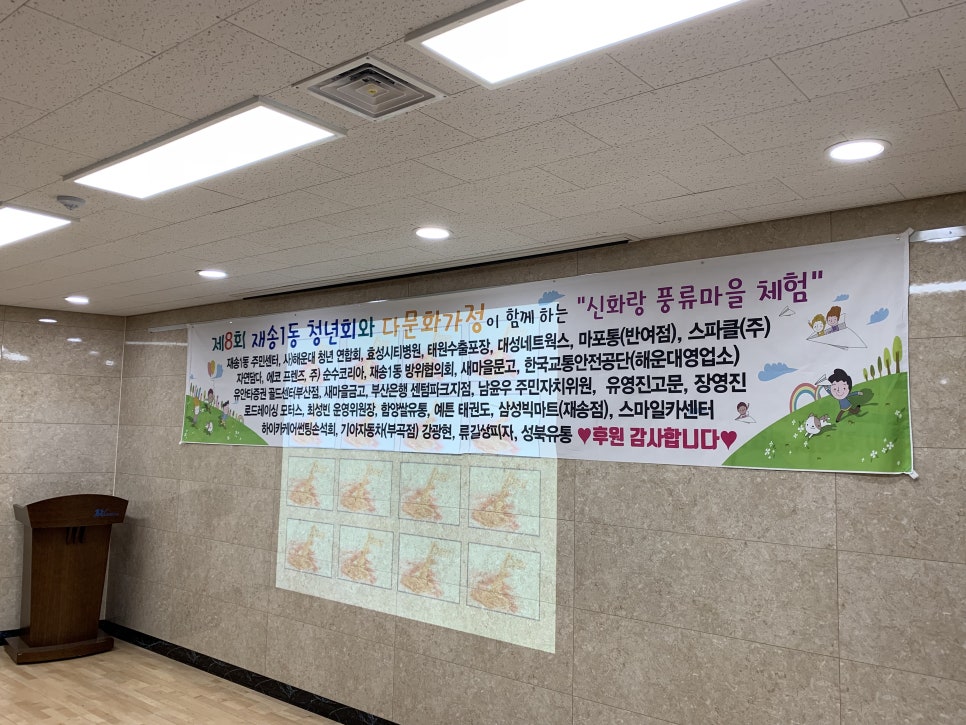 제8회 재송1동 청년회와 다문화가정이 함께 하는 "신화랑 풍류마을 체험"
재송1동 주민센터, 사)해운대 청년 연합회, 효성시티병원, 태원수출포장, 대성네트웍스, 마포통(반여점), 스파클(주)
자연담다, 에코 프렌즈, 주) 순수코리아, 재송1동 방위협의회, 새마을문고, 한국교통안전공단(해운대영업소)
유안타증권 골드센터부산점, 새마을금고, 부산은행 센텀파크지점, 남윤우 주민자치위원, 유영진고문, 장영진
로드레이싱 모터스, 최성빈 운영위원장, 함양쌀유통, 예튼 태권도, 삼성빅마트(재송점), 스마일카센터
하이카케어썬팅손석희, 기아자동차(부곡점) 강광현, 류길상피자, 성북유통 ♥후원 감사합니다♥